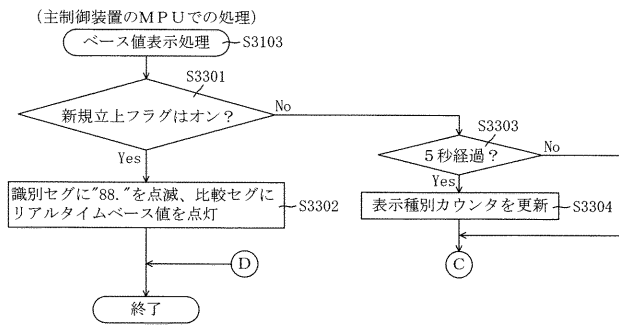 (主制御装置のＭＰＵでの処理)
ベース値表示処理
S3103
S3301
新規立上フラグはオン？
No
Yes
S3303
５秒経過？
No
Yes
識別セグに"88."を点滅、比較セグに
リアルタイムベース値を点灯
S3302
表示種別カウンタを更新
S3304
D
C
終了